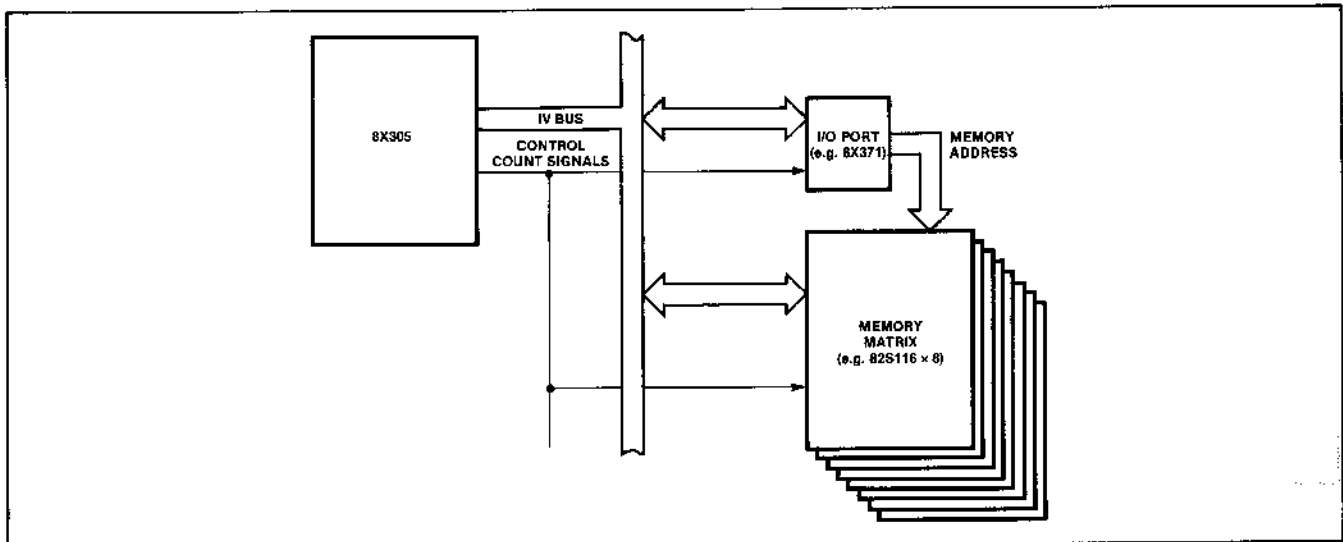 8X305
IV BUS
CONTROL
COUNT SIGNALS
I/O PORT
(e.g. 8X371)
MEMORY
ADDRESS
MEMORY
MATRIX
(e.g. 82S116 × 8)